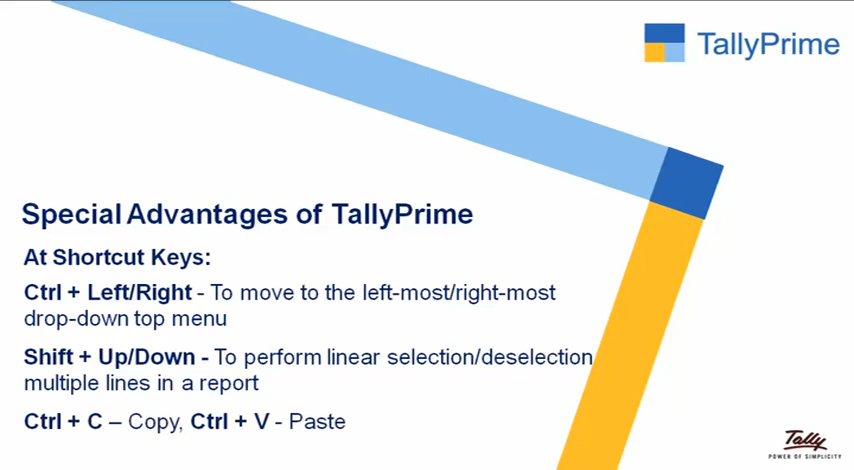 TallyPrime
Special Advantages of TallyPrime
At Shortcut Keys:
Ctrl + Left/Right - To move to the left-most/right-most
drop-down top menu
Shift + Up/Down - To perform linear selection/deselection
multiple lines in a report
Ctrl + C – Copy, Ctrl + V - Paste
Tally
POWER OF SIMPLICITY